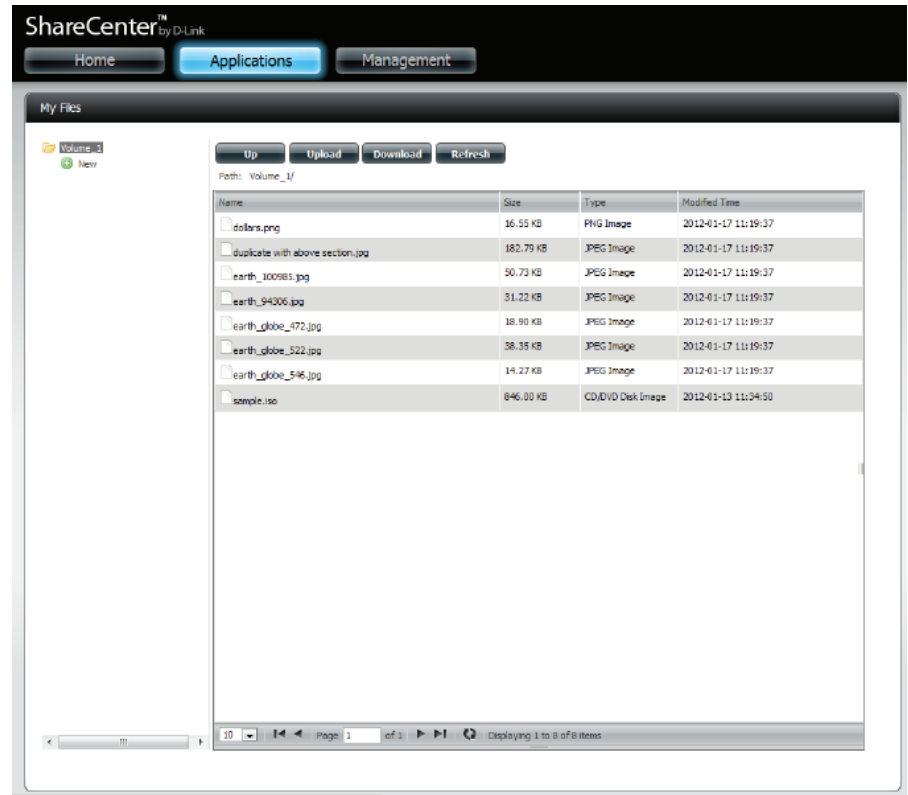 ShareCenter™ by D-Link
Home Applications Management
My Files
Volume_1
New
Up Upload Download Refresh
Path: Volume_1/
Name Size Type Modified Time
dollars.png 16.55 KB PNG Image 2012-01-17 11:19:37
duplicate with above section.jpg 182.79 KB JPEG Image 2012-01-17 11:19:37
earth_100985.jpg 50.73 KB JPEG Image 2012-01-17 11:19:37
earth_94306.jpg 31.22 KB JPEG Image 2012-01-17 11:19:37
earth_globe_472.jpg 18.90 KB JPEG Image 2012-01-17 11:19:37
earth_globe_522.jpg 38.35 KB JPEG Image 2012-01-17 11:19:37
earth_globe_546.jpg 14.27 KB JPEG Image 2012-01-17 11:19:37
sample.iso 846.00 KB CD/DVD Disk Image 2012-01-13 11:34:50
10 Page 1 of 1 Displaying 1 to 8 of 8 items